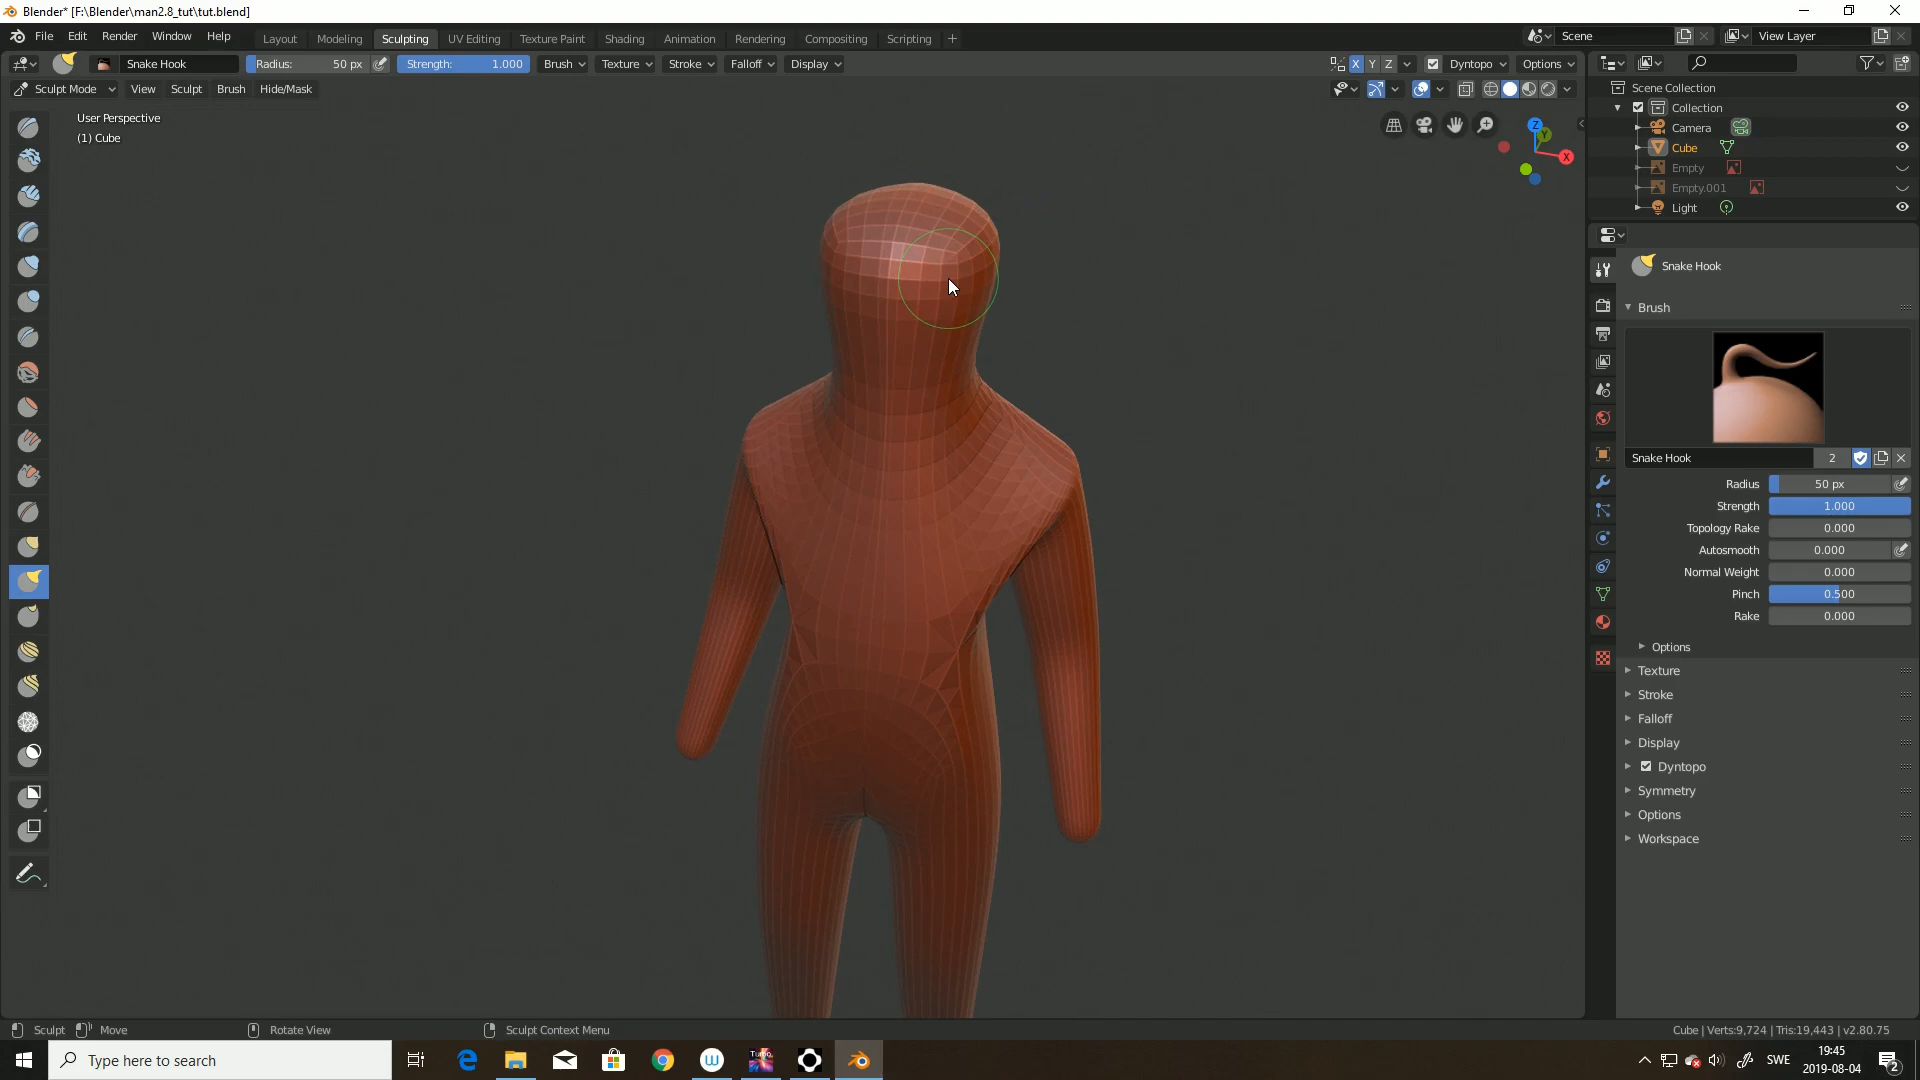 Blender* [F:\Blender\man2.8_tut\tut.blend]
File Edit Render Window Help Layout Modeling Sculpting UV Editing Texture Paint Shading Animation Rendering Compositing Scripting + Scene View Layer
Snake Hook Radius: 50 px Strength: 1.000 Brush Texture Stroke Falloff Display X Y Z Dyntopo Options
Sculpt Mode View Sculpt Brush Hide/Mask
User Perspective
(1) Cube
Z
Y
X
Scene Collection
Collection
Camera
Cube
Empty
Empty.001
Light
Snake Hook
Brush
Snake Hook 2
Radius 50 px
Strength 1.000
Topology Rake 0.000
Autosmooth 0.000
Normal Weight 0.000
Pinch 0.500
Rake 0.000
Options
Texture
Stroke
Falloff
Display
Dyntopo
Symmetry
Options
Workspace
Sculpt Move Rotate View Sculpt Context Menu Cube | Verts:9,724 | Tris:19,443 | v2.80.75
Type here to search SWE 19:45
2019-08-04 2